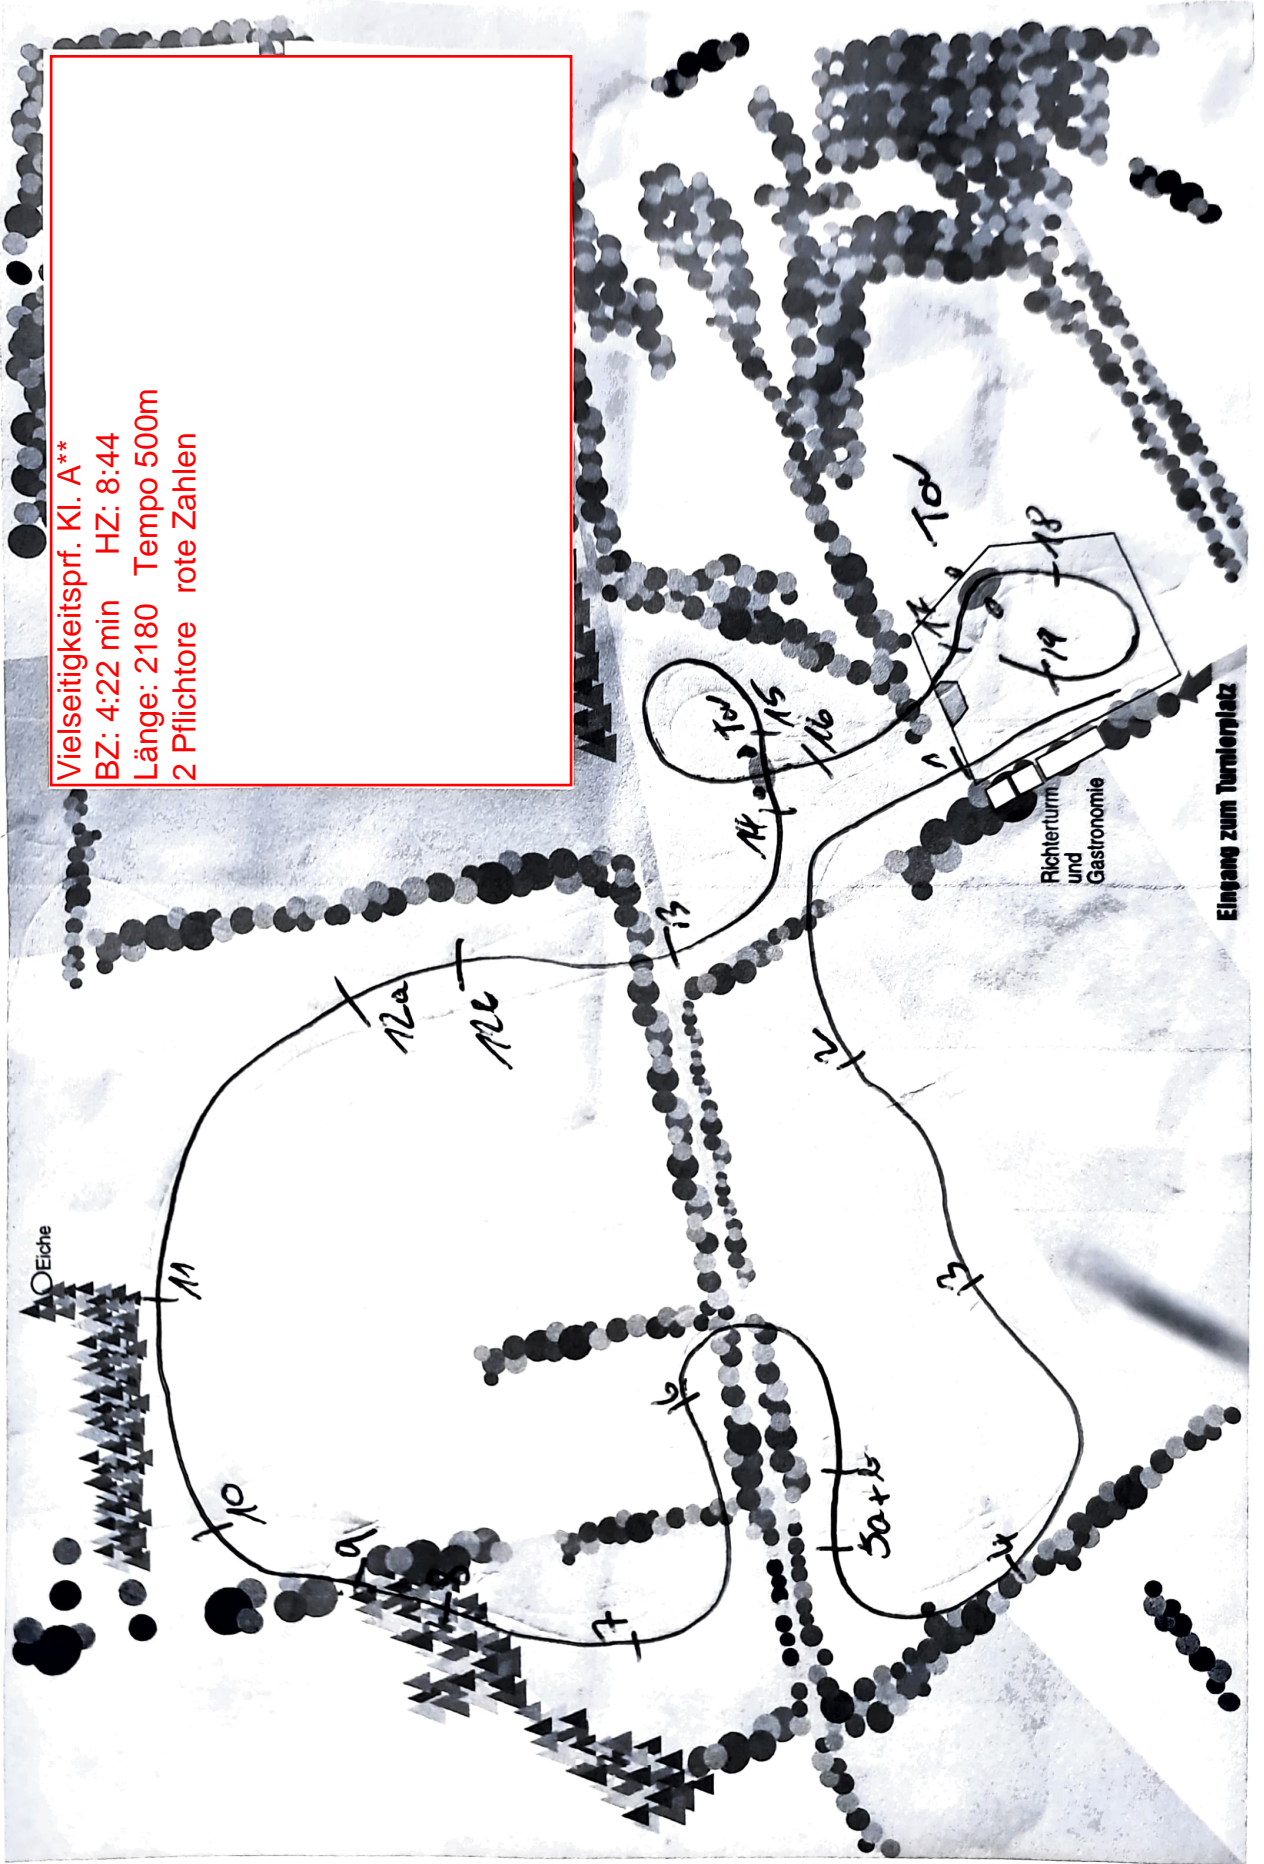 Vielseitigkeitsprf. Kl. A**
BZ: 4:22 min HZ: 8:44
Länge: 2180 Tempo 500m
2 Pflichtore rote Zahlen
Eiche
11
10
9
8
7
6
5a+b
4
3
2
1
12a
12b
13
14
Tor
15
16
17
Tor
18
19
Richterturm
und
Gastronomie
Eingang zum Turnierplatz